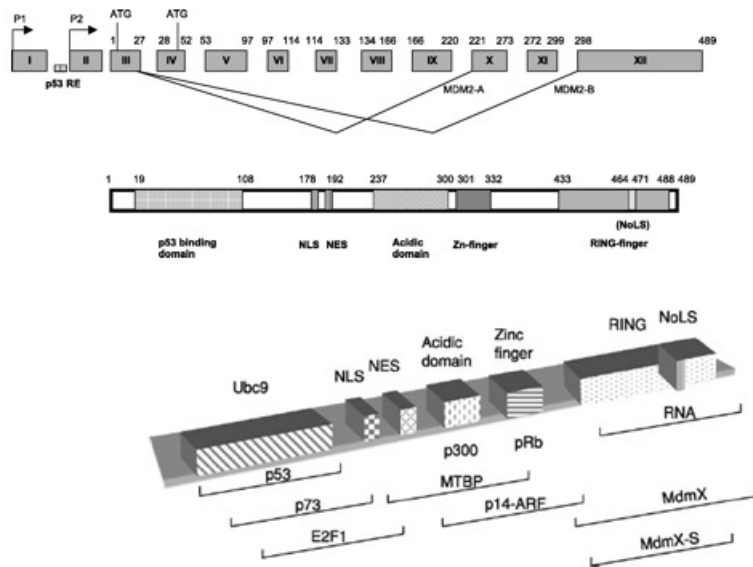 P1 P2 ATG ATG
1 27 28 52 53 97 97 114 114 133 134 166 166 220 221 273 272 299 298 489
I II III IV V VI VII VIII IX X XI XII
p53 RE MDM2-A MDM2-B
1 19 108 178 192 237 300 301 332 433 464 471 488 489
(NoLS)
p53 binding domain NLS NES Acidic domain Zn-finger RING-finger
RING NoLS
Acidic domain Zinc finger
Ubc9 NLS NES
RNA
p300 pRb
p53 MTBP
p73 p14-ARF MdmX
E2F1 MdmX-S